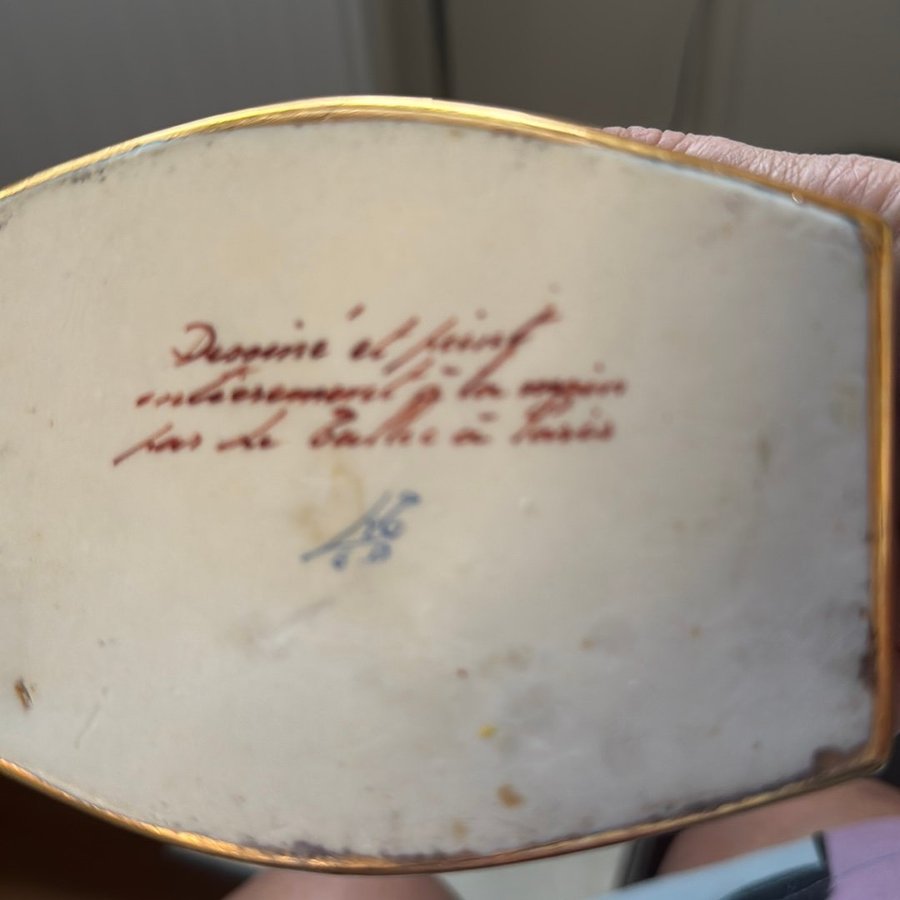 Dessiné et peint
entièrement à la main
par Le Tallec à Paris